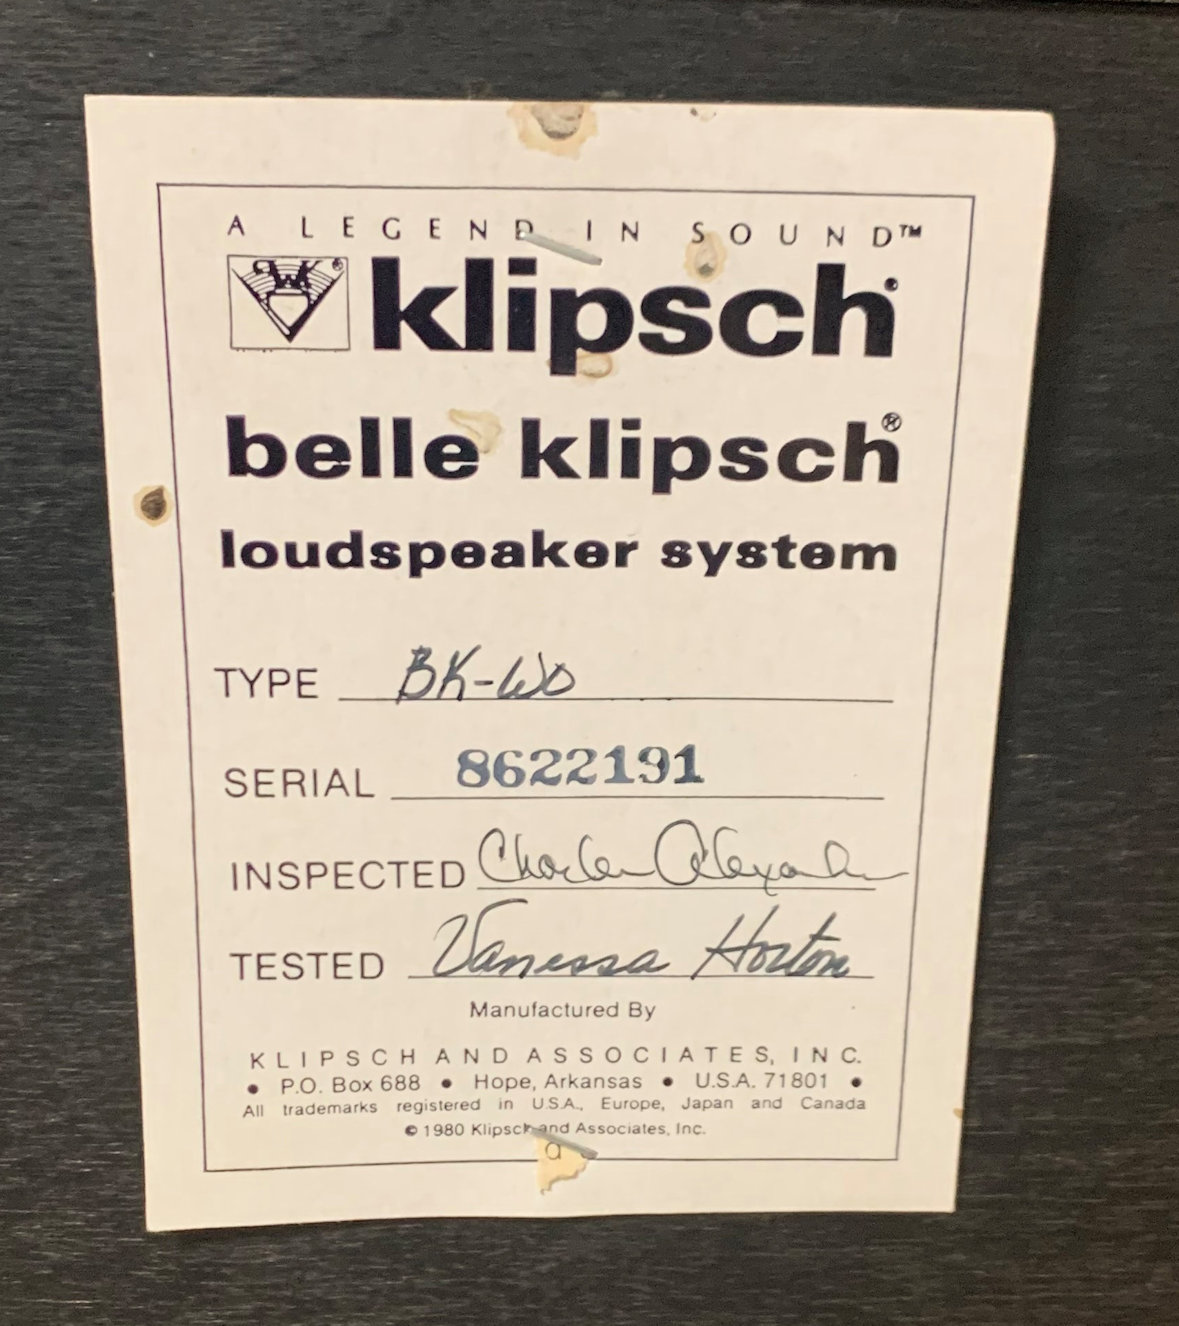 A LEGEND IN SOUND™
PWK®
klipsch®
belle klipsch®
loudspeaker system
TYPE BK-WO
SERIAL 8622191
INSPECTED Charles Alexander
TESTED Vanessa Horton
Manufactured By
KLIPSCH AND ASSOCIATES, INC.
• P.O. Box 688 • Hope, Arkansas • U.S.A. 71801 •
All trademarks registered in U.S.A., Europe, Japan and Canada
© 1980 Klipsch and Associates, Inc.